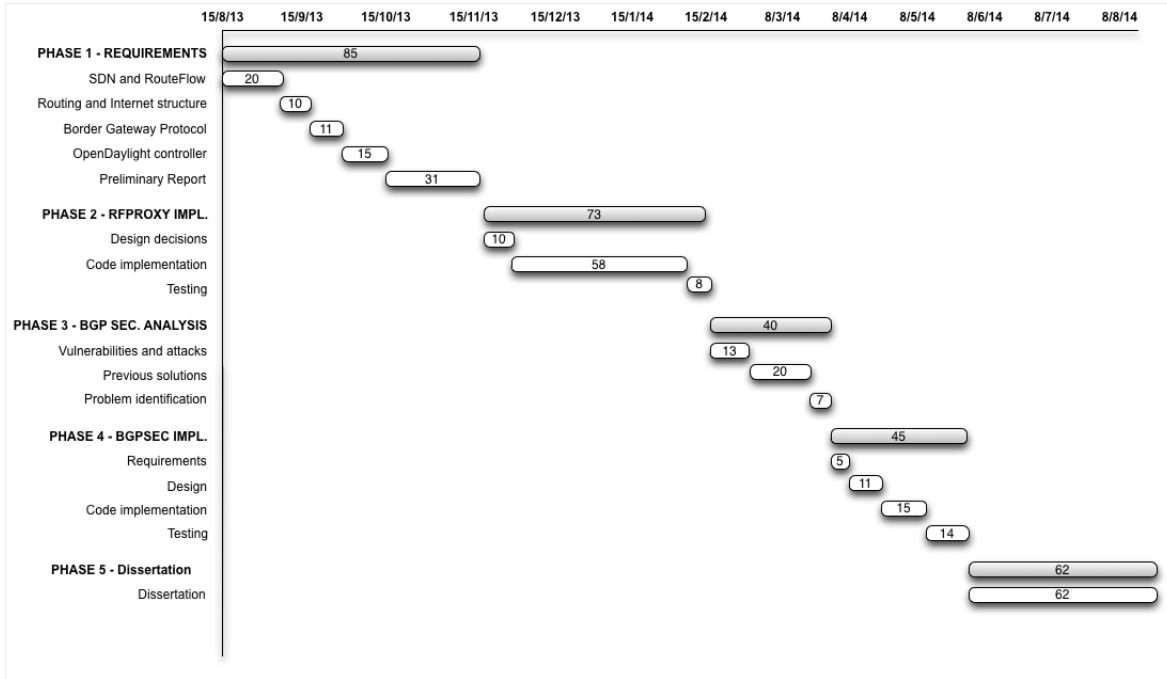 15/8/13 15/9/13 15/10/13 15/11/13 15/12/13 15/1/14 15/2/14 8/3/14 8/4/14 8/5/14 8/6/14 8/7/14 8/8/14
PHASE 1 - REQUIREMENTS 85
SDN and RouteFlow 20
Routing and Internet structure 10
Border Gateway Protocol 11
OpenDaylight controller 15
Preliminary Report 31
PHASE 2 - RFPROXY IMPL. 73
Design decisions 10
Code implementation 58
Testing 8
PHASE 3 - BGP SEC. ANALYSIS 40
Vulnerabilities and attacks 13
Previous solutions 20
Problem identification 7
PHASE 4 - BGPSEC IMPL. 45
Requirements 5
Design 11
Code implementation 15
Testing 14
PHASE 5 - Dissertation 62
Dissertation 62